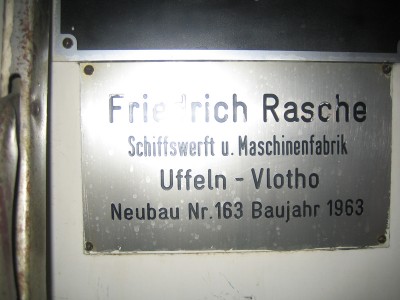 Friedrich Rasche
Schiffswerft u. Maschinenfabrik
Uffeln - Vlotho
Neubau Nr. 163 Baujahr 1963